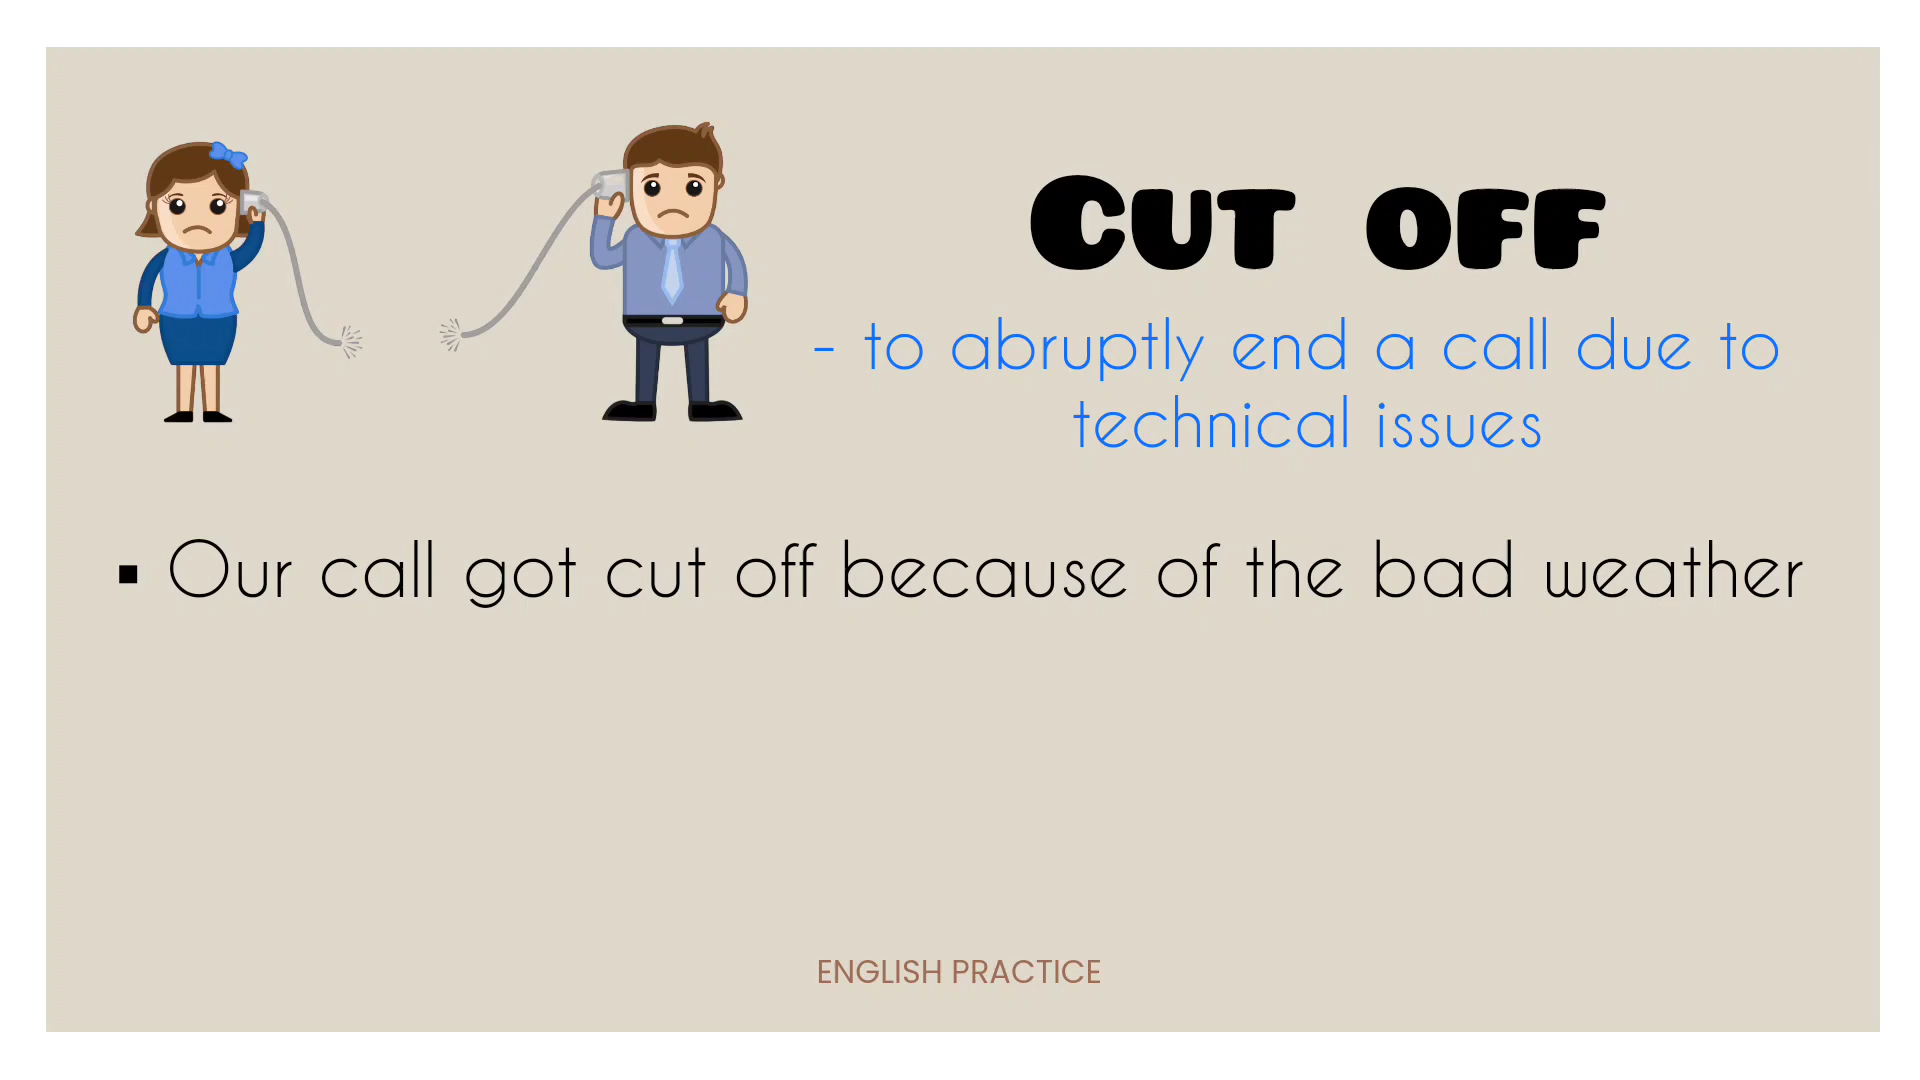 Cut off
- to abruptly end a call due to
technical issues
▪ Our call got cut off because of the bad weather
ENGLISH PRACTICE